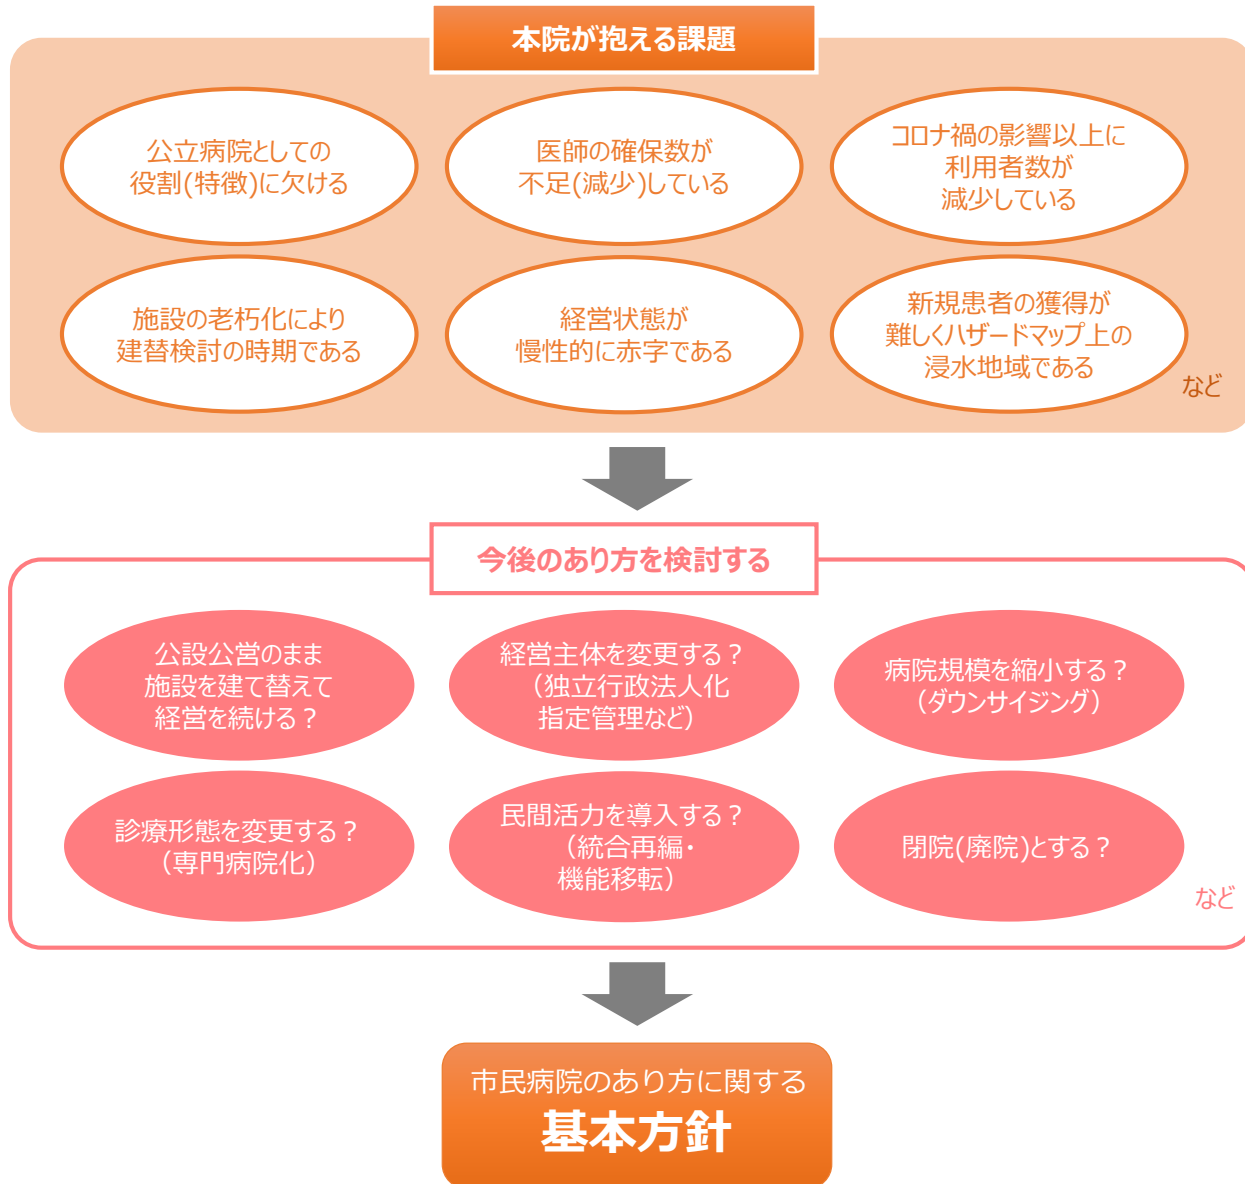 本院が抱える課題
公立病院としての
役割(特徴)に欠ける
医師の確保数が
不足(減少)している
コロナ禍の影響以上に
利用者数が
減少している
施設の老朽化により
建替検討の時期である
経営状態が
慢性的に赤字である
新規患者の獲得が
難しくハザードマップ上の
浸水地域である
など
今後のあり方を検討する
公設公営のまま
施設を建て替えて
経営を続ける？
経営主体を変更する？
（独立行政法人化
指定管理など）
病院規模を縮小する？
（ダウンサイジング）
診療形態を変更する？
（専門病院化）
民間活力を導入する？
（統合再編・
機能移転）
閉院(廃院)とする？
など
市民病院のあり方に関する
基本方針